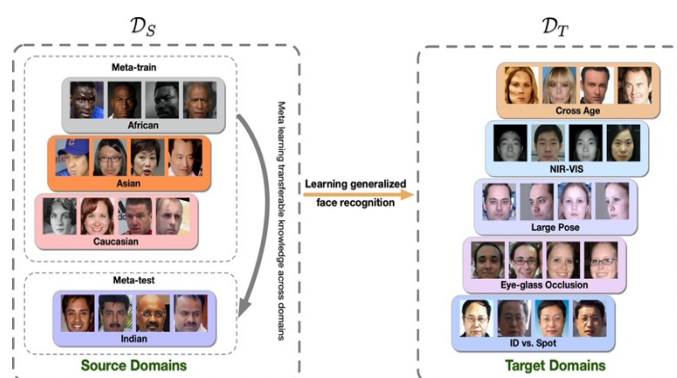 D_S
D_T
Meta-train
African
Asian
Caucasian
Meta-test
Indian
Source Domains
Meta learning transferable knowledge across domains
Learning generalized
face recognition
Cross Age
NIR-VIS
Large Pose
Eye-glass Occlusion
ID vs. Spot
Target Domains